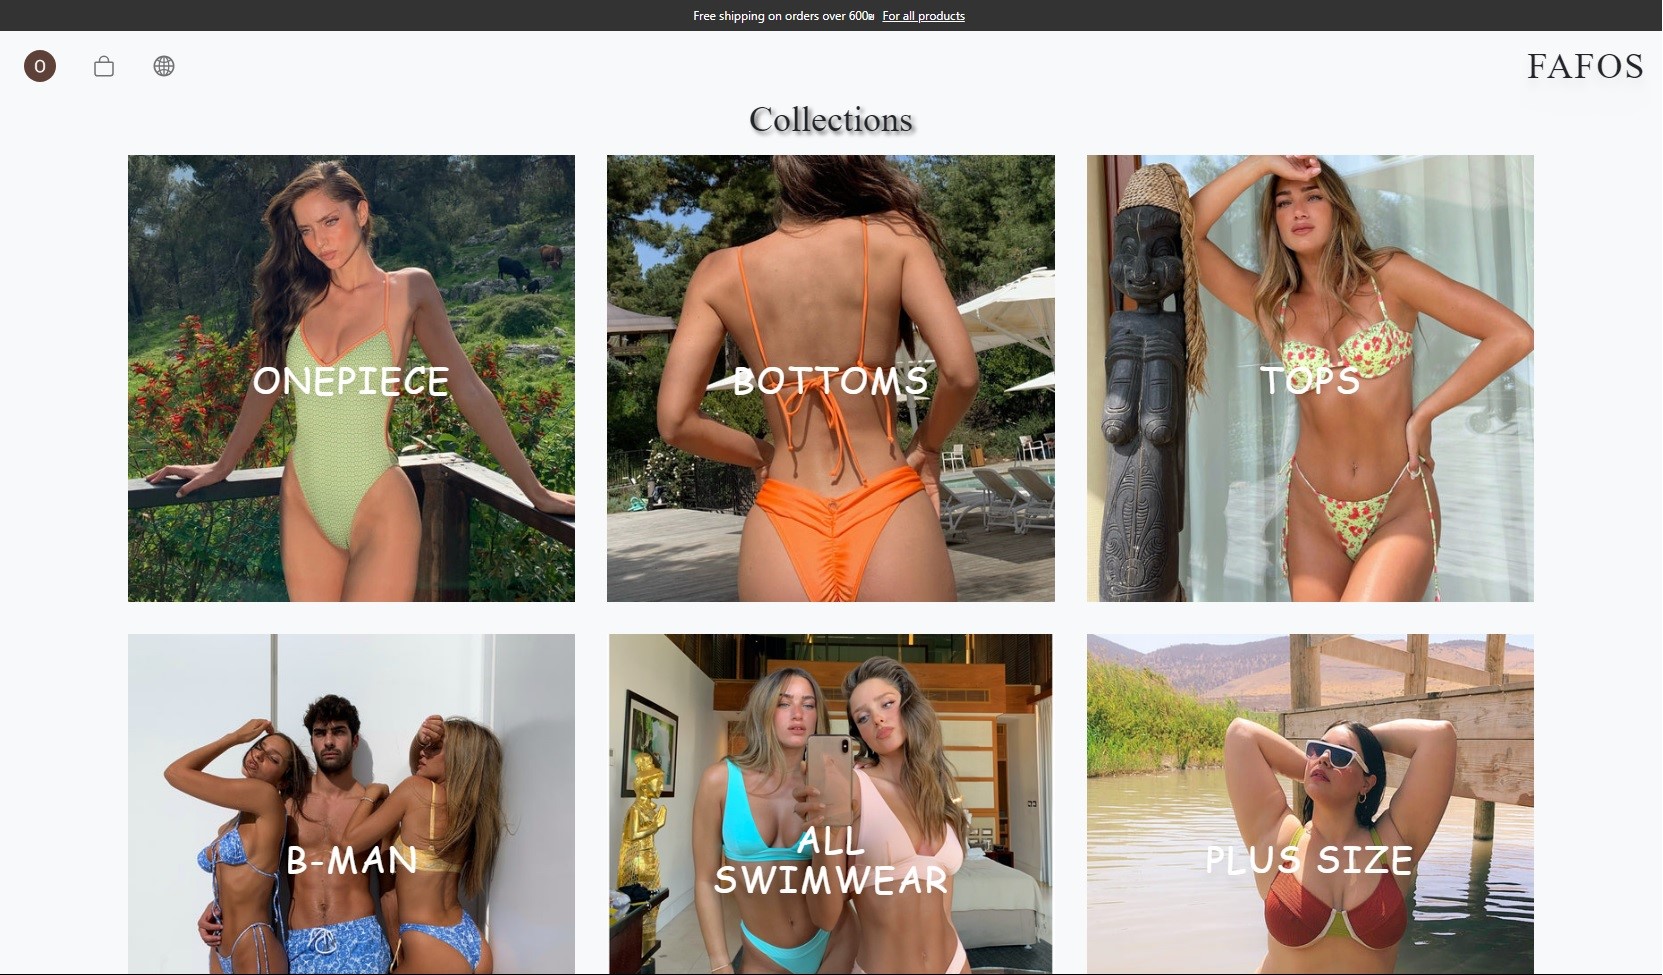 Free shipping on orders over 600₪ For all products
O
FAFOS
Collections
ONEPIECE
BOTTOMS
TOPS
B-MAN
ALL
SWIMWEAR
PLUS SIZE